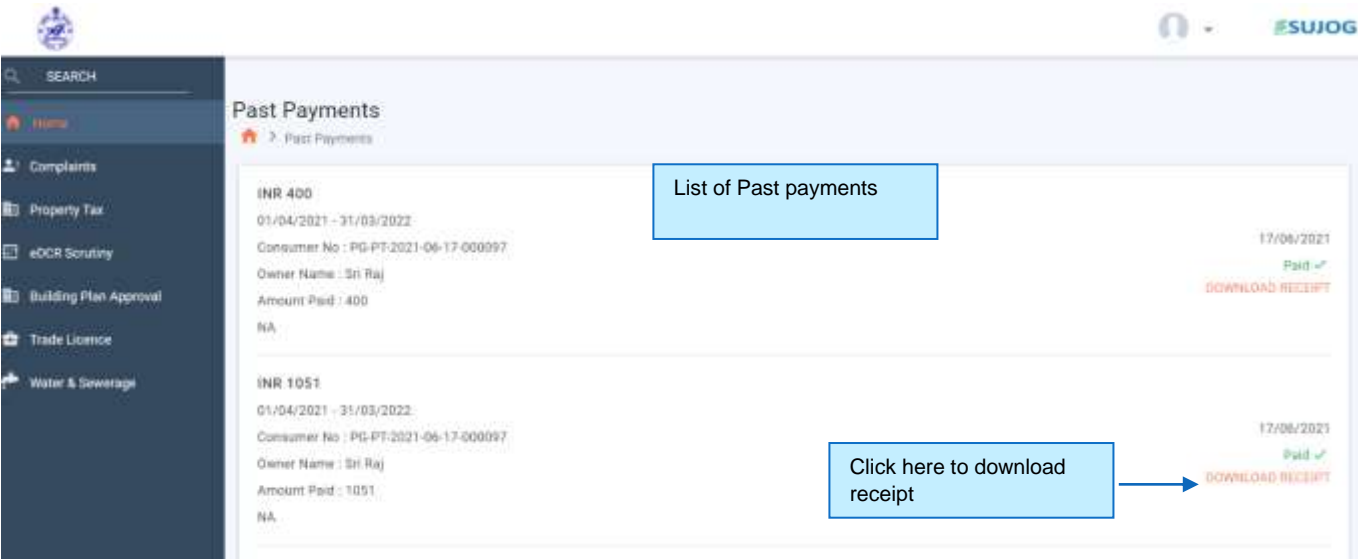 SUJOG
SEARCH
Home
Complaints
Property Tax
eDCR Scrutiny
Building Plan Approval
Trade Licence
Water & Sewerage
Past Payments
> Past Payments
List of Past payments
INR 400
01/04/2021 - 31/03/2022
Consumer No : PG-PT-2021-06-17-000097
Owner Name : Sri Raj
Amount Paid : 400
NA
17/06/2021
Paid ✓
DOWNLOAD RECEIPT
INR 1051
01/04/2021 - 31/03/2022
Consumer No : PG-PT-2021-06-17-000097
Owner Name : Sri Raj
Amount Paid : 1051
NA
17/06/2021
Paid ✓
DOWNLOAD RECEIPT
Click here to download
receipt